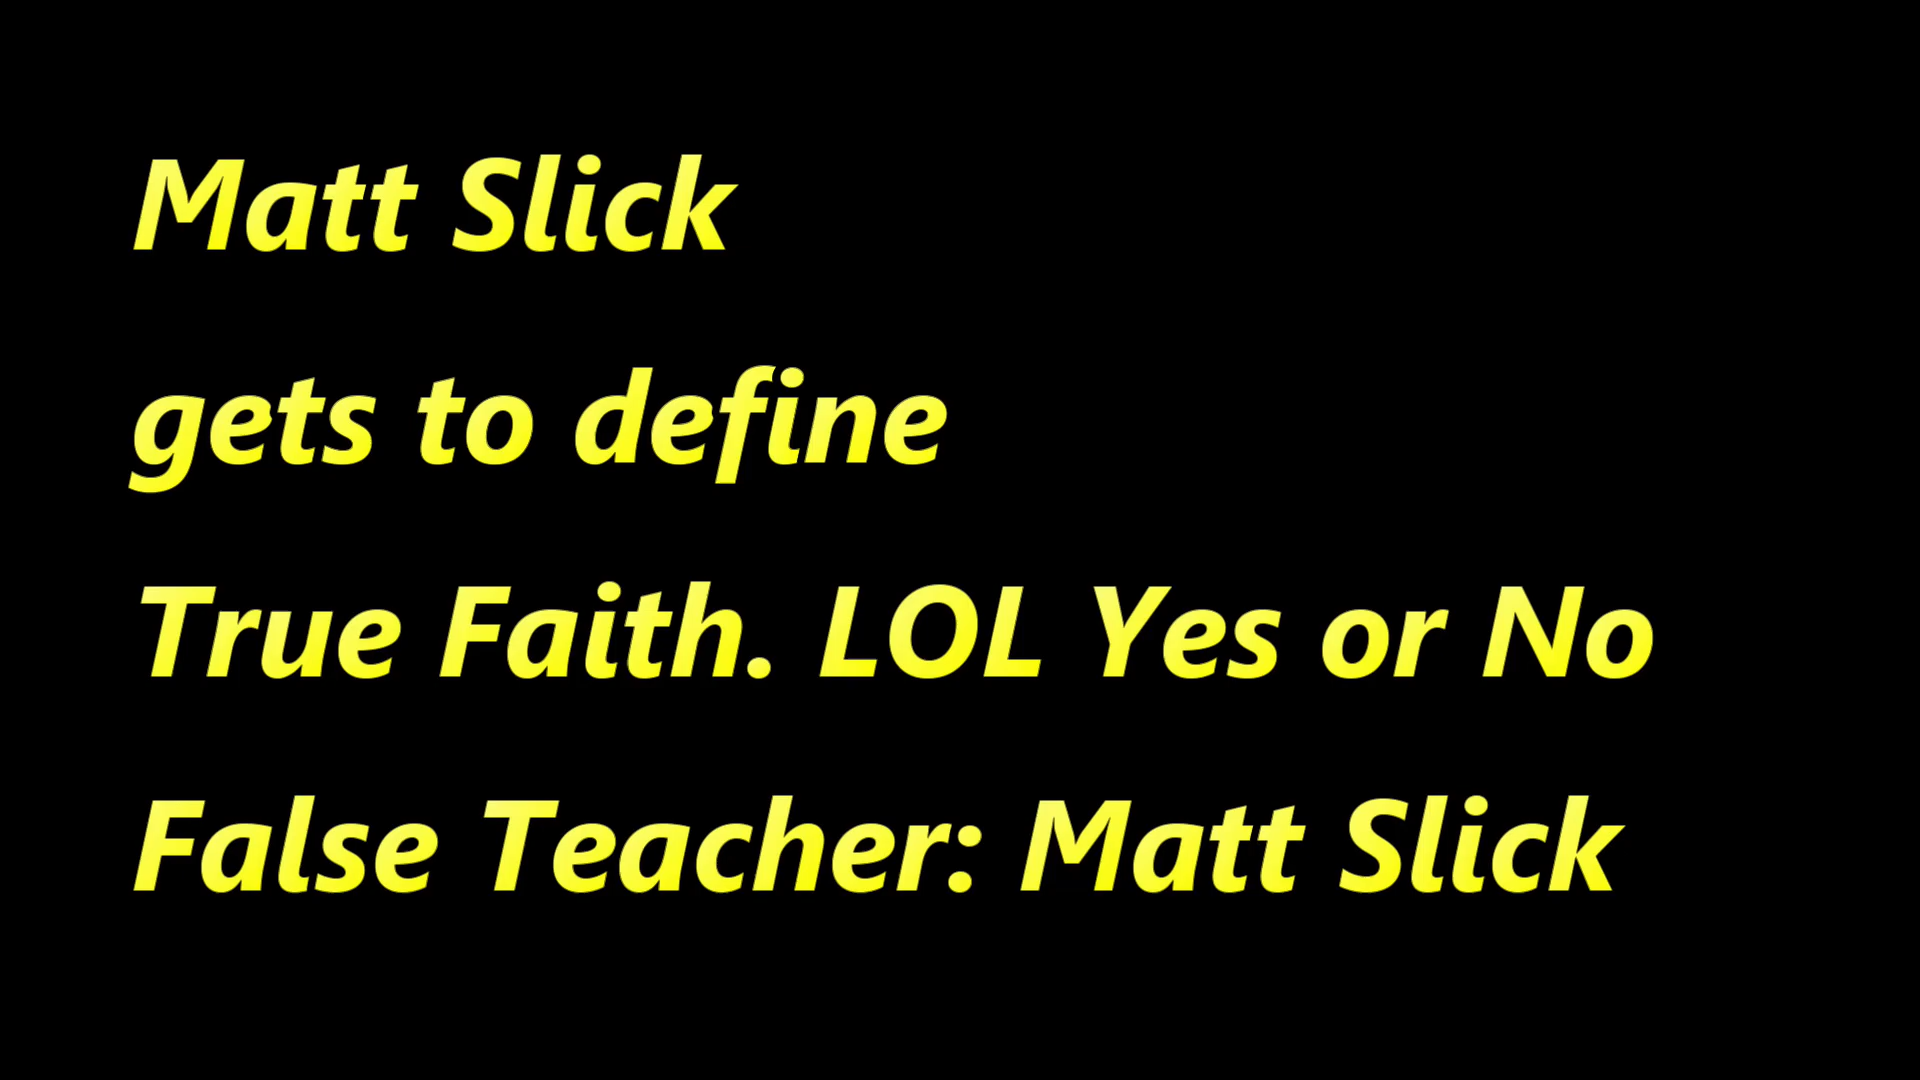 Matt Slick
gets to define
True Faith. LOL Yes or No
False Teacher: Matt Slick